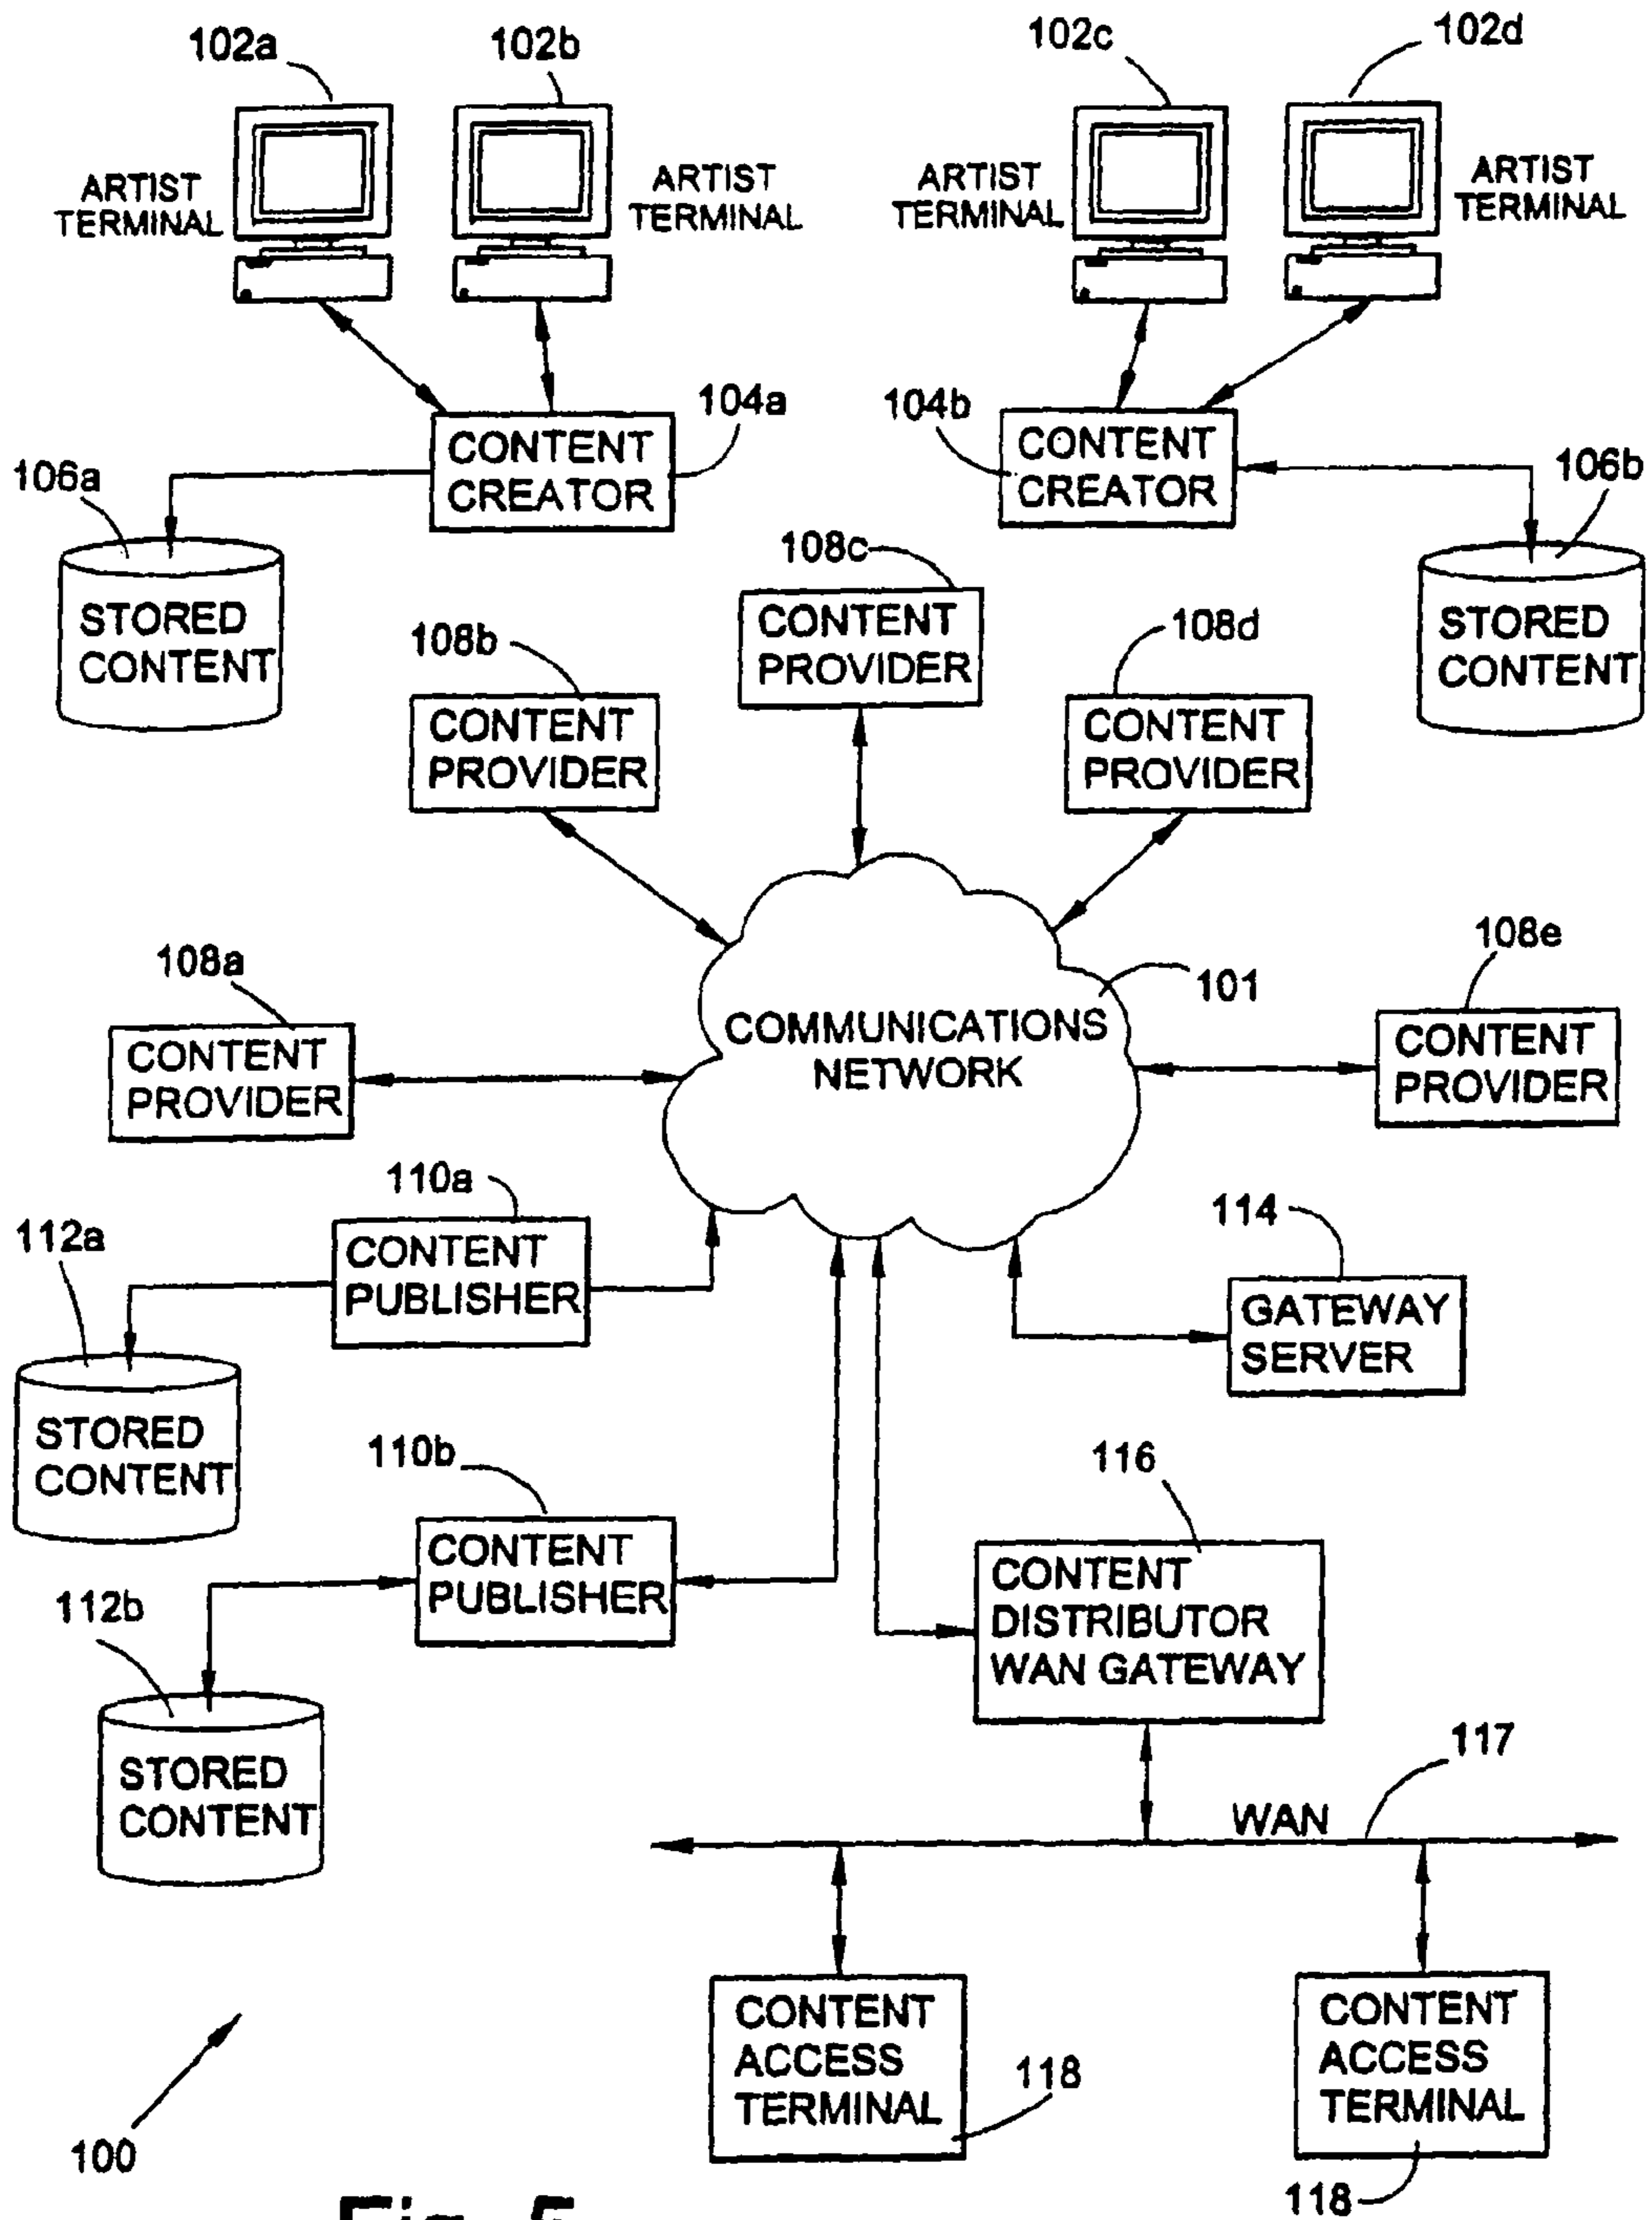 102a
102b
102c
102d
ARTIST
TERMINAL
ARTIST
TERMINAL
ARTIST
TERMINAL
ARTIST
TERMINAL
104a
104b
CONTENT
CREATOR
CONTENT
CREATOR
106a
106b
STORED
CONTENT
STORED
CONTENT
108c
CONTENT
PROVIDER
108b
CONTENT
PROVIDER
108d
CONTENT
PROVIDER
108a
CONTENT
PROVIDER
101
COMMUNICATIONS
NETWORK
108e
CONTENT
PROVIDER
110a
CONTENT
PUBLISHER
112a
STORED
CONTENT
114
GATEWAY
SERVER
110b
CONTENT
PUBLISHER
112b
STORED
CONTENT
116
CONTENT
DISTRIBUTOR
WAN GATEWAY
117
WAN
CONTENT
ACCESS
TERMINAL
118
CONTENT
ACCESS
TERMINAL
118
100
Fig. 5